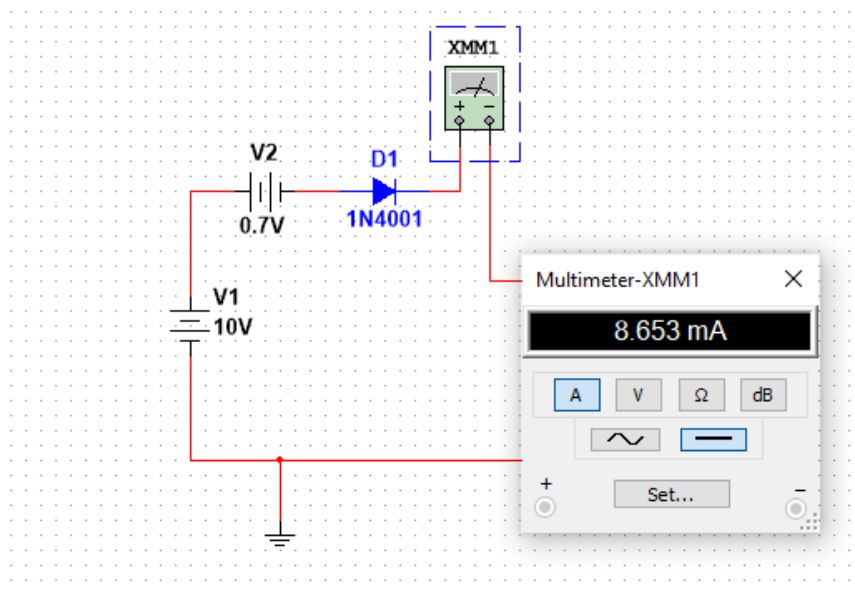 XMM1
+ −
V2
0.7V
D1
1N4001
V1
10V
Multimeter-XMM1
8.653 mA
A V Ω dB
+ −
Set...